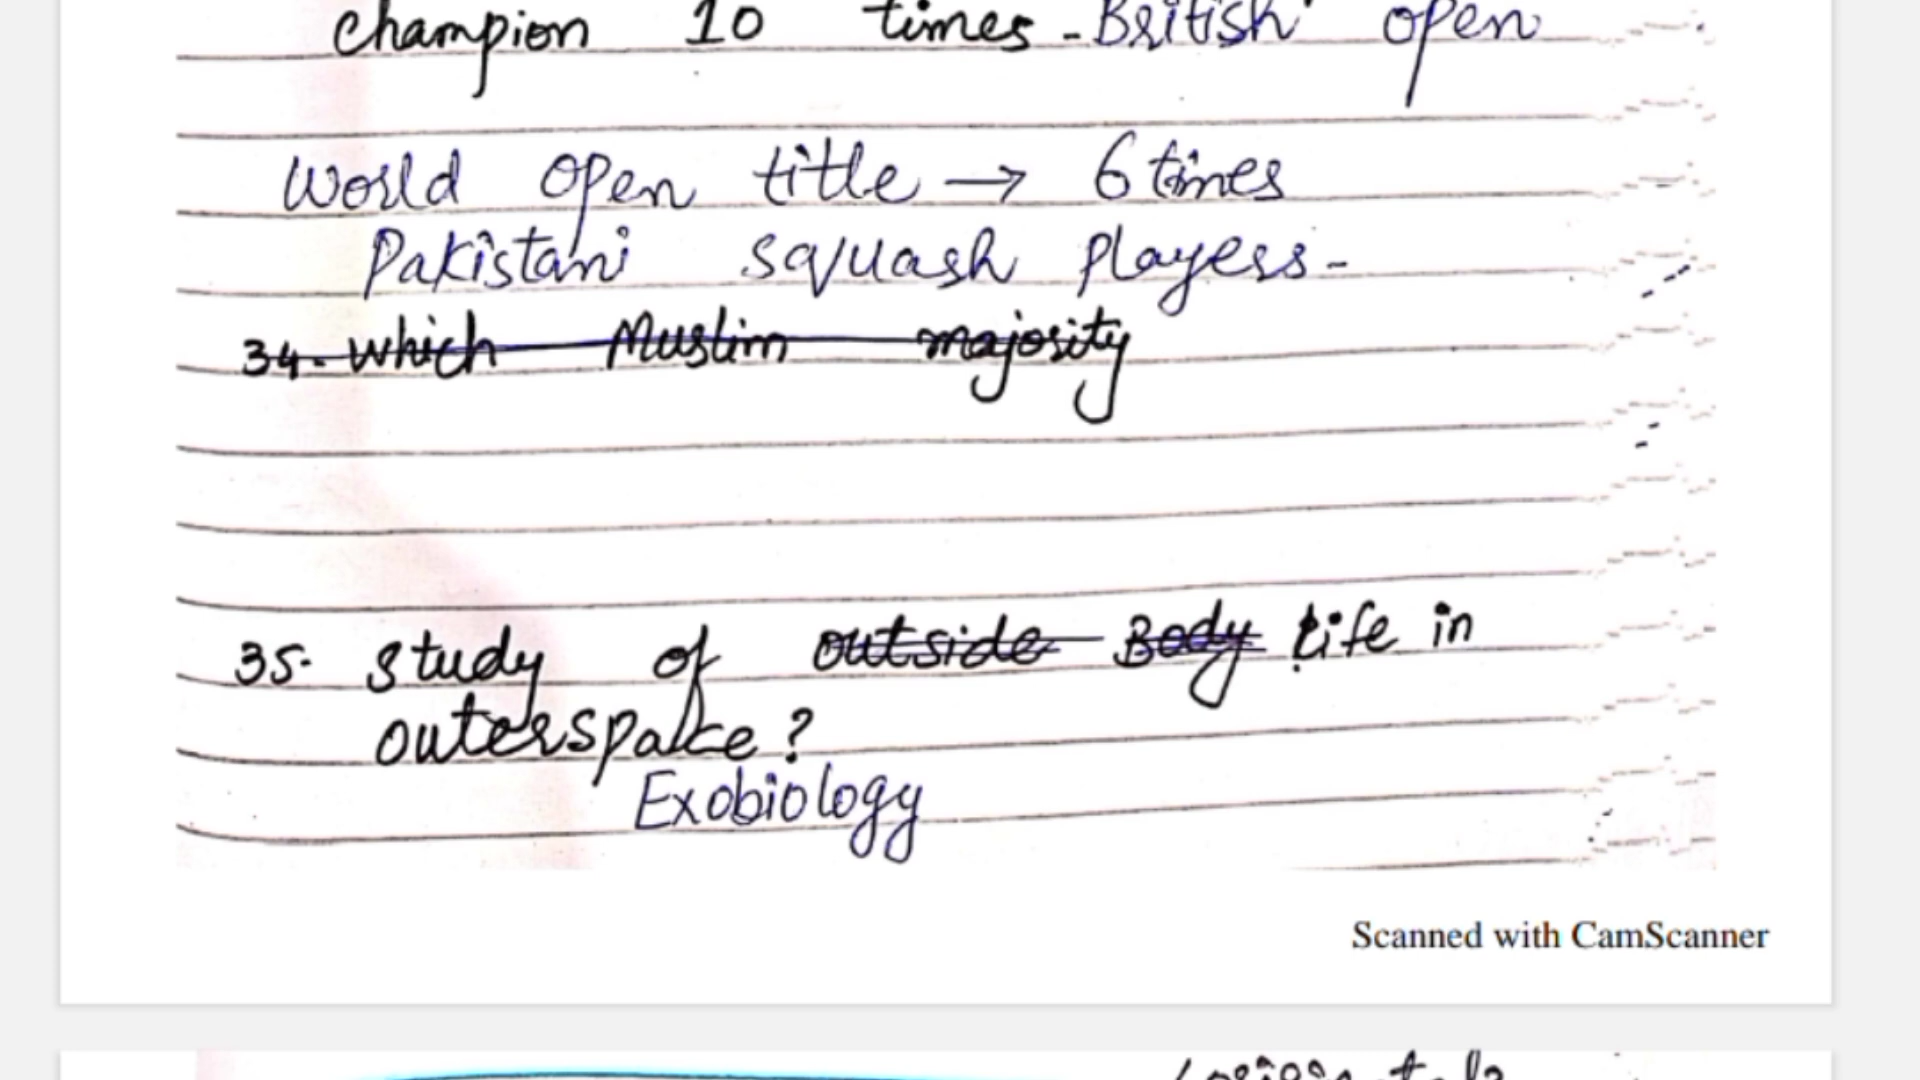 champion 10 times - British open
World open title → 6 times
Pakistani squash players -
34. which Muslim majority
35. study of outside Body life in
outerspace?
Exobiology
Scanned with CamScanner